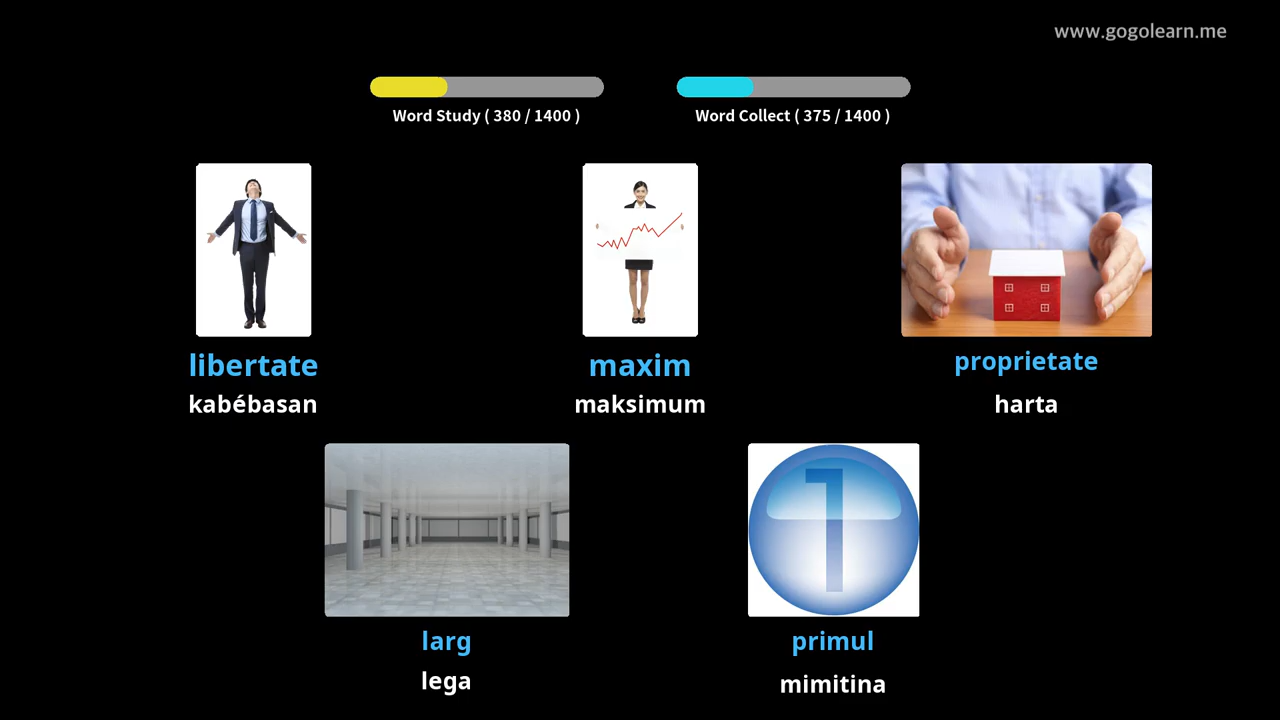 www.gogolearn.me
Word Study ( 380 / 1400 )
Word Collect ( 375 / 1400 )
libertate
kabébasan
maxim
maksimum
proprietate
harta
larg
lega
1
primul
mimitina